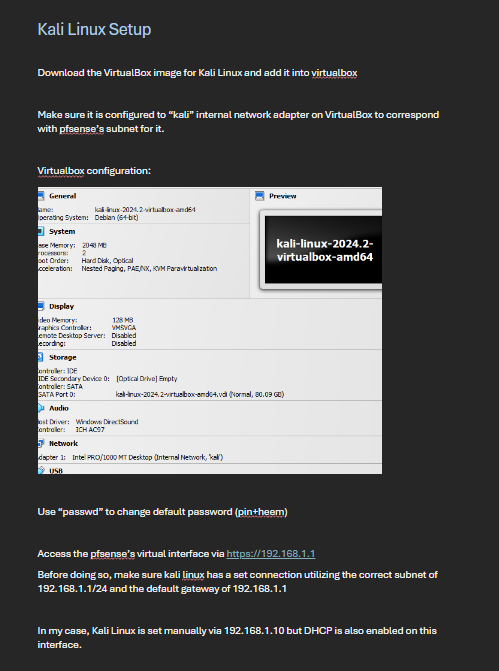 Kali Linux Setup
Download the VirtualBox image for Kali Linux and add it into virtualbox
Make sure it is configured to “kali” internal network adapter on VirtualBox to correspond
with pfsense’s subnet for it.
Virtualbox configuration:
General
Preview
ame: kali-linux-2024.2-virtualbox-amd64
perating System: Debian (64-bit)
System
ase Memory: 2048 MB
rocessors: 2
oot Order: Hard Disk, Optical
cceleration: Nested Paging, PAE/NX, KVM Paravirtualization
kali-linux-2024.2-
virtualbox-amd64
Display
ideo Memory: 128 MB
raphics Controller: VMSVGA
emote Desktop Server: Disabled
ecording: Disabled
Storage
ontroller: IDE
IDE Secondary Device 0: [Optical Drive] Empty
ontroller: SATA
SATA Port 0: kali-linux-2024.2-virtualbox-amd64.vdi (Normal, 80.09 GB)
Audio
ost Driver: Windows DirectSound
ontroller: ICH AC97
Network
dapter 1: Intel PRO/1000 MT Desktop (Internal Network, 'kali')
USB
Use “passwd” to change default password (pin+heem)
Access the pfsense’s virtual interface via https://192.168.1.1
Before doing so, make sure kali linux has a set connection utilizing the correct subnet of
192.168.1.1/24 and the default gateway of 192.168.1.1
In my case, Kali Linux is set manually via 192.168.1.10 but DHCP is also enabled on this
interface.